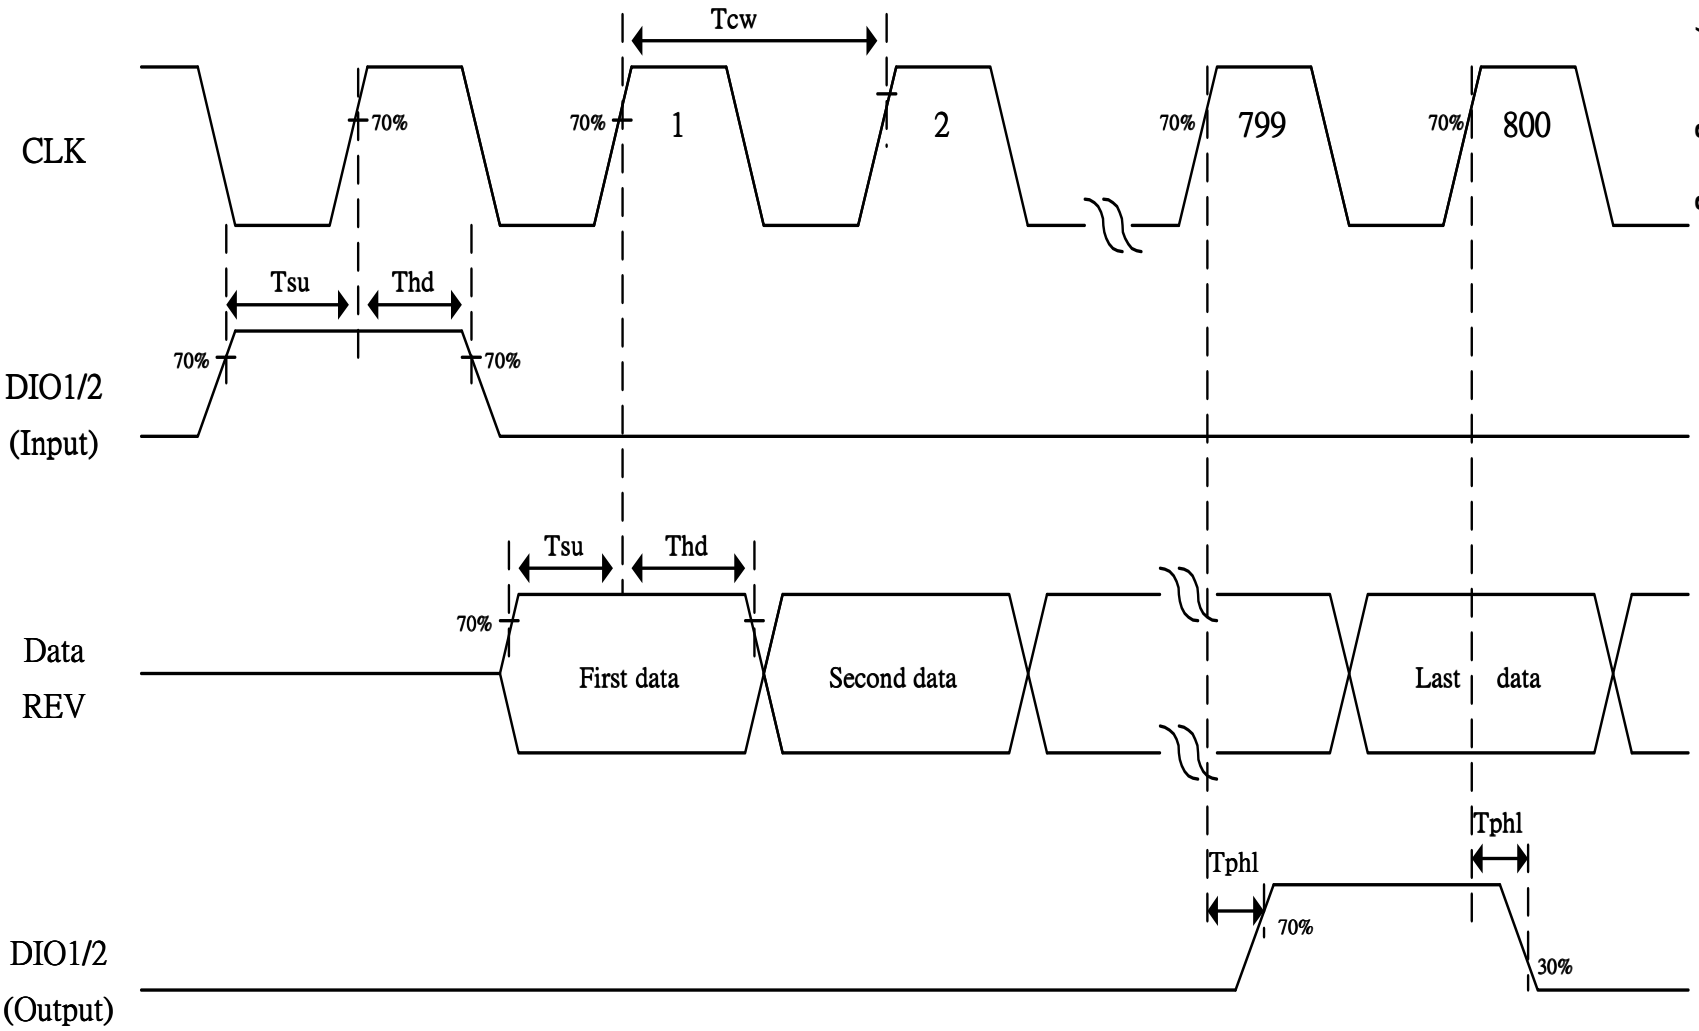 Tcw
CLK
70%
70%
1
2
70%
799
70%
800
Tsu
Thd
DIO1/2
(Input)
70%
70%
Tsu
Thd
Data
REV
70%
First data
Second data
Last data
Tphl
Tphl
DIO1/2
(Output)
70%
30%